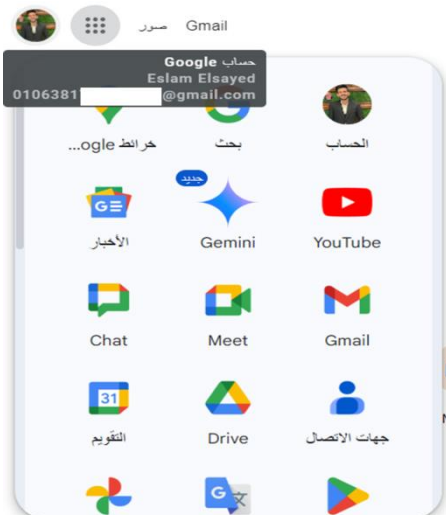 Gmail صور
حساب Google
Eslam Elsayed
0106381 @gmail.com
الحساب بحث خرائط ogle...
جديد
YouTube Gemini الأخبار
Gmail Meet Chat
31
جهات الاتصال Drive التقويم